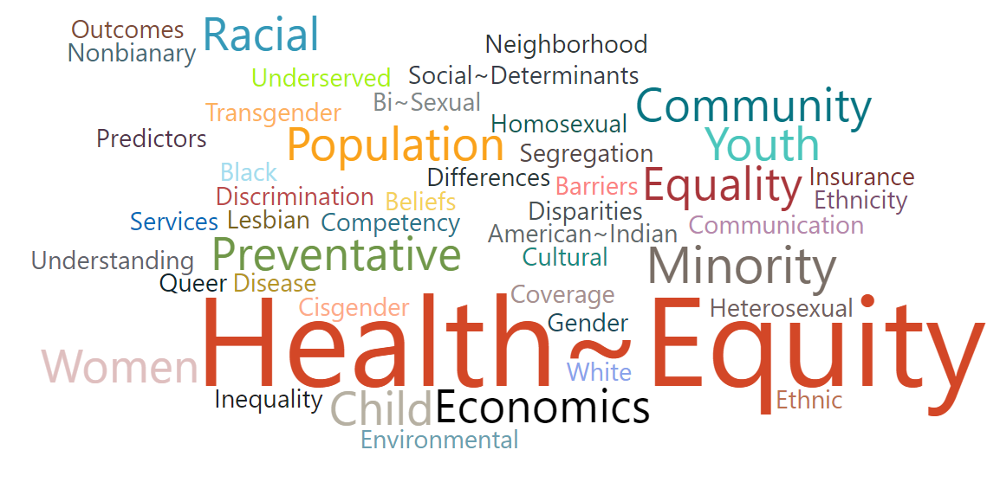 Outcomes
Racial
Nonbianary
Neighborhood
Underserved
Social~Determinants
Bi~Sexual
Community
Transgender
Homosexual
Predictors
Population
Youth
Segregation
Black
Differences
Barriers
Equality
Insurance
Discrimination
Beliefs
Ethnicity
Services
Lesbian
Competency
Disparities
American~Indian
Communication
Understanding
Preventative
Cultural
Minority
Queer
Disease
Coverage
Cisgender
Heterosexual
Gender
Health~Equity
Women
White
Inequality
Child
Economics
Ethnic
Environmental